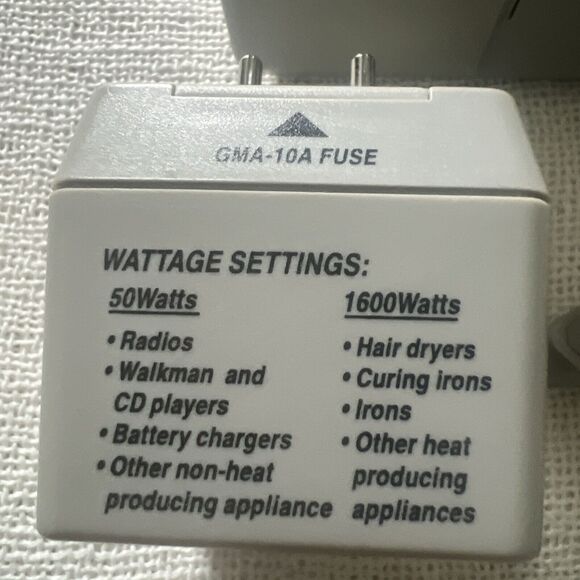 GMA-10A FUSE
WATTAGE SETTINGS:
50Watts
• Radios
• Walkman and
CD players
• Battery chargers
• Other non-heat
producing appliance
1600Watts
• Hair dryers
• Curing irons
• Irons
• Other heat
producing
appliances